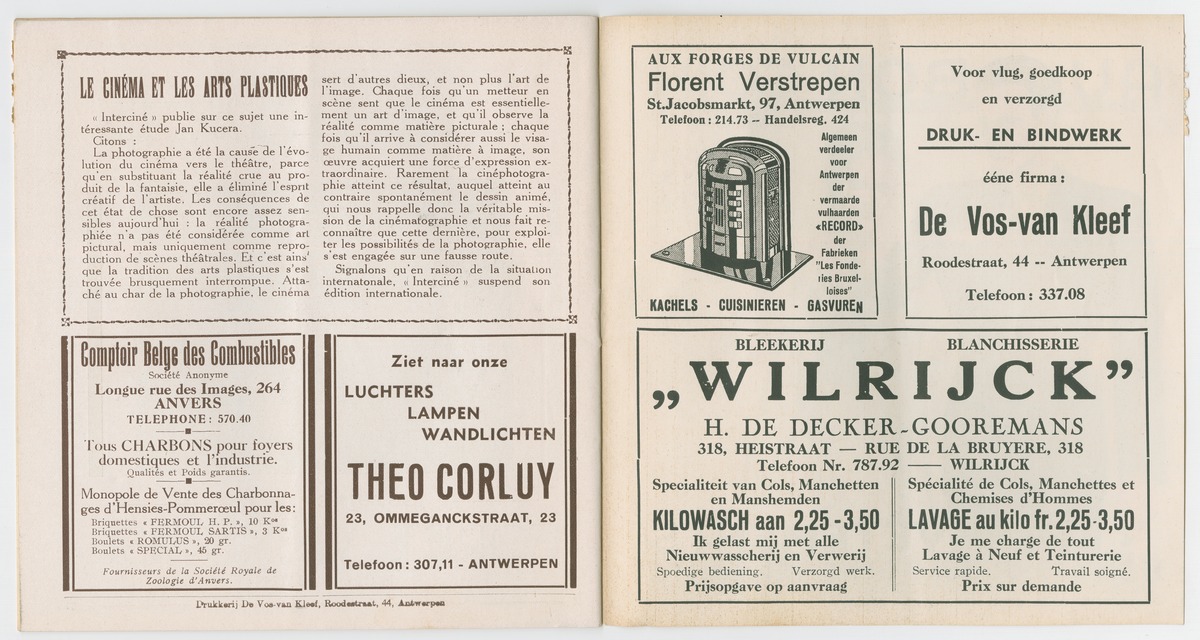 LE CINÉMA ET LES ARTS PLASTIQUES
« Interciné » publie sur ce sujet une in-
téressante étude Jan Kucera.
Citons :
La photographie a été la cause de l'évo-
lution du cinéma vers le théâtre, parce
qu'en substituant la réalité crue au pro-
duit de la fantaisie, elle a éliminé l'esprit
créatif de l'artiste. Les conséquences de
cet état de chose sont encore assez sen-
sibles aujourd'hui : la réalité photogra-
phiée n'a pas été considérée comme art
pictural, mais uniquement comme repro-
duction de scènes théâtrales. Et c'est ains'
que la tradition des arts plastiques s'est
trouvée brusquement interrompue. Atta-
ché au char de la photographie, le cinéma
sert d'autres dieux, et non plus l'art de
l'image. Chaque fois qu'un metteur en
scène sent que le cinéma est essentielle-
ment un art d'image, et qu'il observe la
réalité comme matière picturale ; chaque
fois qu'il arrive à considérer aussi le visa-
ge humain comme matière à image, son
œuvre acquiert une force d'expression ex-
traordinaire. Rarement la cinéphotogra-
phie atteint ce résultat, auquel atteint au
contraire spontanément le dessin animé,
qui nous rappelle donc la véritable mis-
sion de la cinématographie et nous fait re-
connaître que cette dernière, pour exploi-
ter les possibilités de la photographie, elle
s'est engagée sur une fausse route.
Signalons qu'en raison de la situation
internatonale, « Interciné » suspend son
édition internationale.
Comptoir Belge des Combustibles
Société Anonyme
Longue rue des Images, 264
ANVERS
TELEPHONE : 570.40
Tous CHARBONS pour foyers
domestiques et l'industrie.
Qualités et Poids garantis.
Monopole de Vente des Charbonna-
ges d'Hensies-Pommerœul pour les:
Briquettes « FERMOUL H. P. », 10 Kos
Briquettes « FERMOUL SARTIS », 3 Kos
Boulets « ROMULUS », 20 gr.
Boulets « SPECIAL », 45 gr.
Fournisseurs de la Société Royale de
Zoologie d'Anvers.
Ziet naar onze
LUCHTERS
LAMPEN
WANDLICHTEN
THEO CORLUY
23, OMMEGANCKSTRAAT, 23
Telefoon : 307,11 - ANTWERPEN
Drukkerij De Vos-van Kleef, Roodestraat, 44, Antwerpen
AUX FORGES DE VULCAIN
Florent Verstrepen
St.Jacobsmarkt, 97, Antwerpen
Telefoon : 214.73 -- Handelsreg. 424
Algemeen
verdeeler
voor
Antwerpen
der
vermaarde
vulhaarden
«RECORD»
der
Fabrieken
"Les Fonde-
ries Bruxel-
loises"
KACHELS - CUISINIEREN - GASVUREN
Voor vlug, goedkoop
en verzorgd
DRUK- EN BINDWERK
ééne firma :
De Vos-van Kleef
Roodestraat, 44 -- Antwerpen
Telefoon : 337.08
BLEEKERIJ BLANCHISSERIE
„WILRIJCK”
H. DE DECKER-GOOREMANS
318, HEISTRAAT — RUE DE LA BRUYERE, 318
Telefoon Nr. 787.92 — WILRIJCK
Specialiteit van Cols, Manchetten
en Manshemden
KILOWASCH aan 2,25 - 3,50
Ik gelast mij met alle
Nieuwwasscherij en Verwerij
Spoedige bediening. Verzorgd werk.
Prijsopgave op aanvraag
Spécialité de Cols, Manchettes et
Chemises d'Hommes
LAVAGE au kilo fr. 2,25-3,50
Je me charge de tout
Lavage à Neuf et Teinturerie
Service rapide. Travail soigné.
Prix sur demande